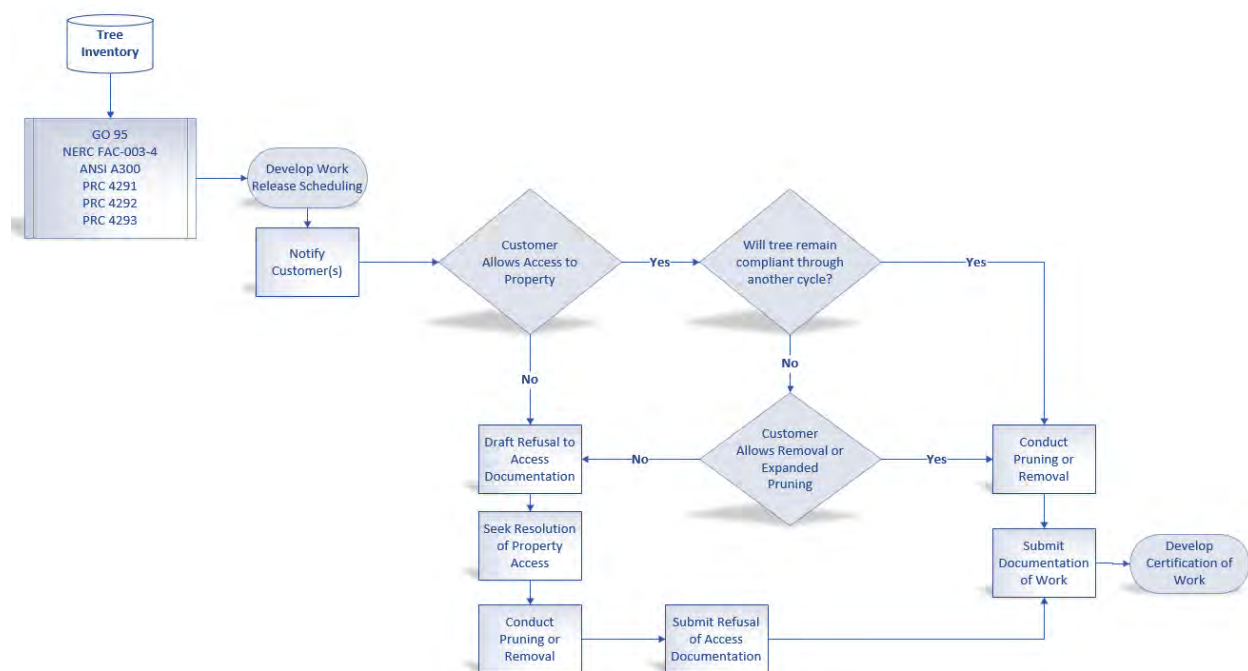 Tree
Inventory
GO 95
NERC FAC-003-4
ANSI A300
PRC 4291
PRC 4292
PRC 4293
Develop Work
Release Scheduling
Notify
Customer(s)
Customer
Allows Access to
Property
Yes
Will tree remain
compliant through
another cycle?
Yes
No
No
Draft Refusal to
Access
Documentation
No
Customer
Allows Removal or
Expanded
Pruning
Yes
Conduct
Pruning or
Removal
Seek Resolution
of Property
Access
Submit
Documentation
of Work
Develop
Certification of
Work
Conduct
Pruning or
Removal
Submit Refusal
of Access
Documentation